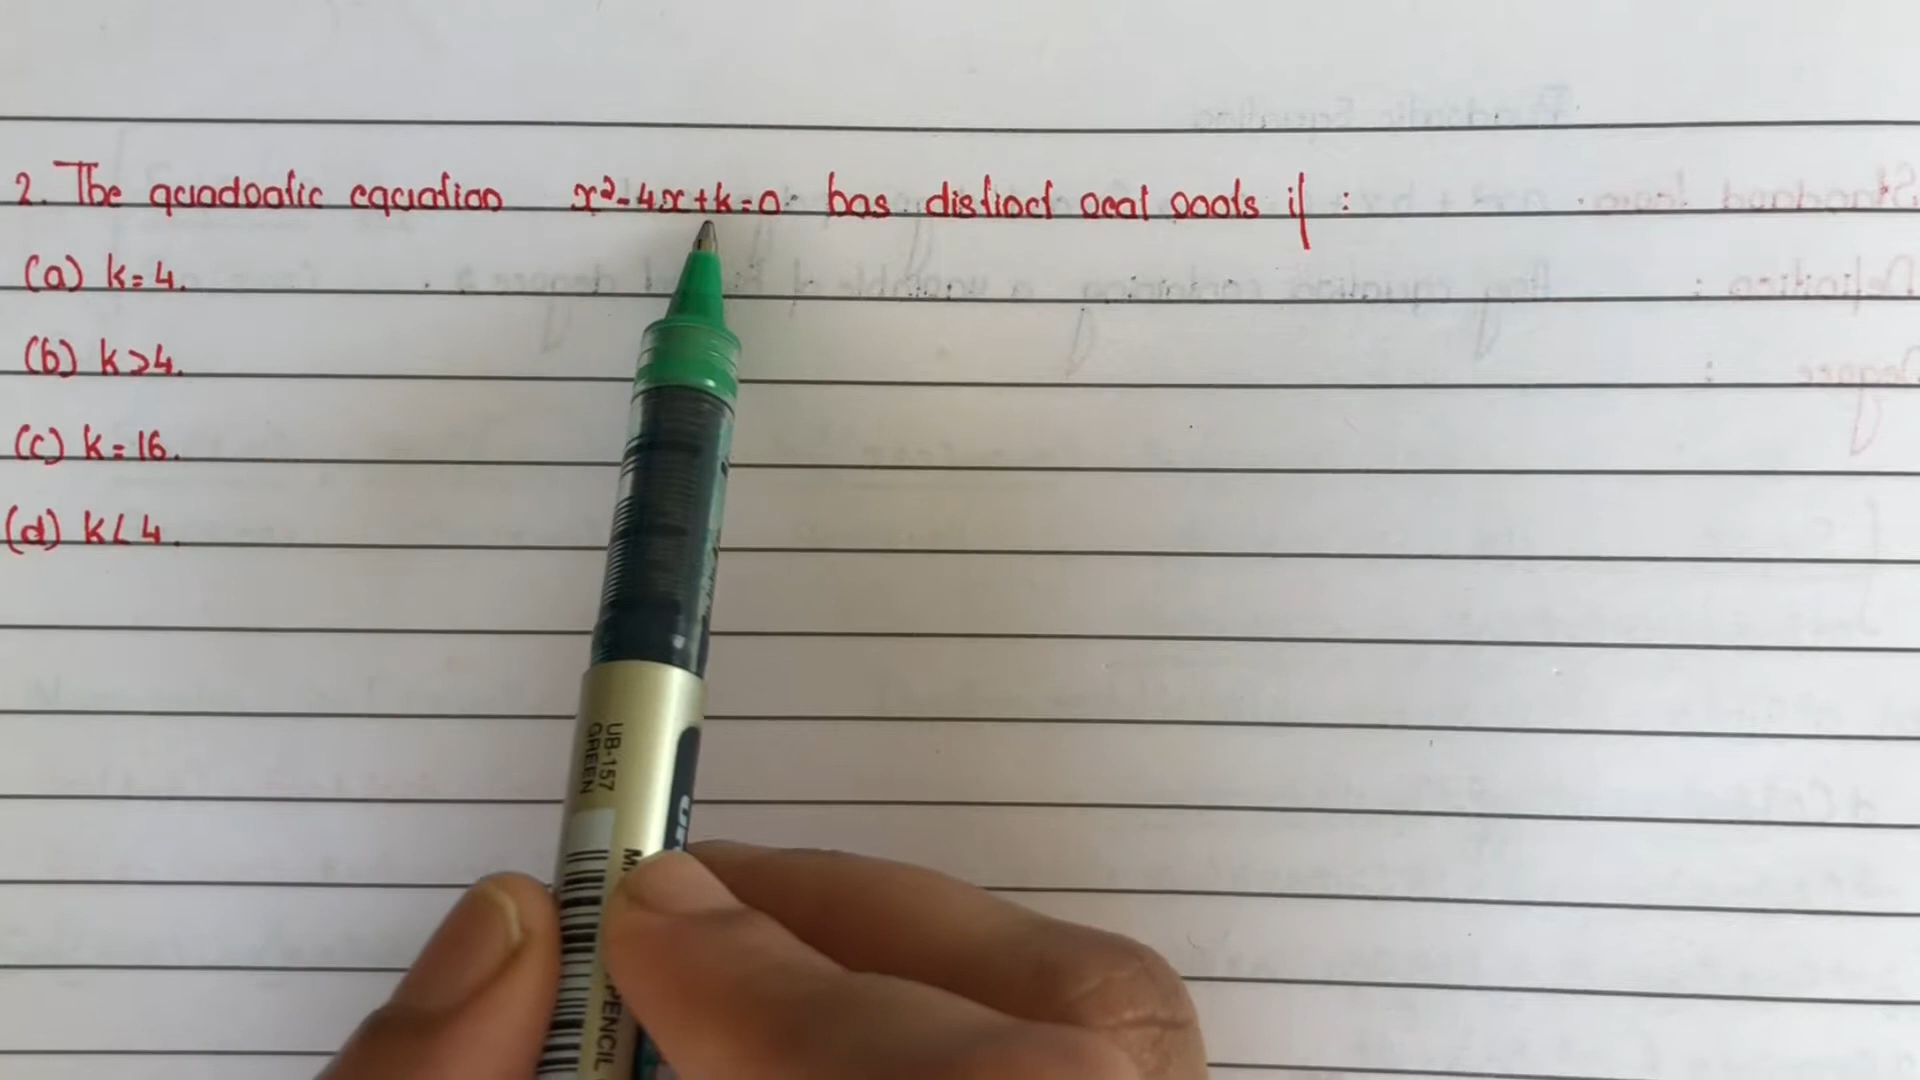 2. The quadratic equation x²-4x+k=0. has distinct real roots if :
(a) k=4.
(b) k>4.
(c) k=16.
(d) k<4.
UB-157
GREEN